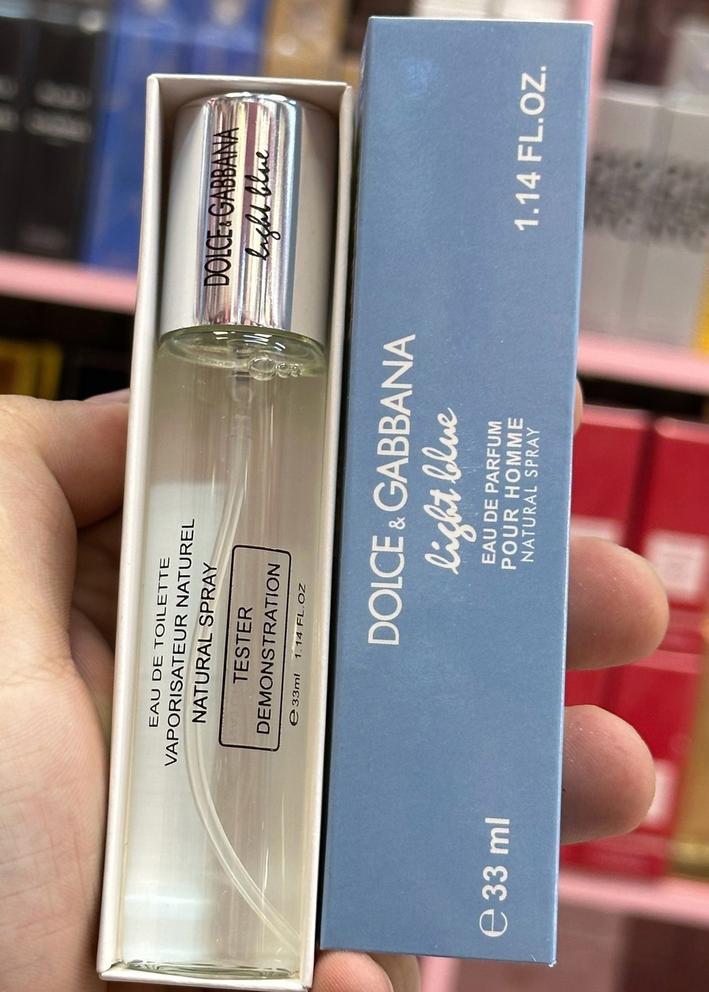 DOLCE & GABBANA
light blue
EAU DE TOILETTE
VAPORISATEUR NATUREL
NATURAL SPRAY
TESTER
DEMONSTRATION
e 33ml 1.14 FL.OZ
DOLCE & GABBANA
light blue
EAU DE PARFUM
POUR HOMME
NATURAL SPRAY
e 33 ml
1.14 FL.OZ.